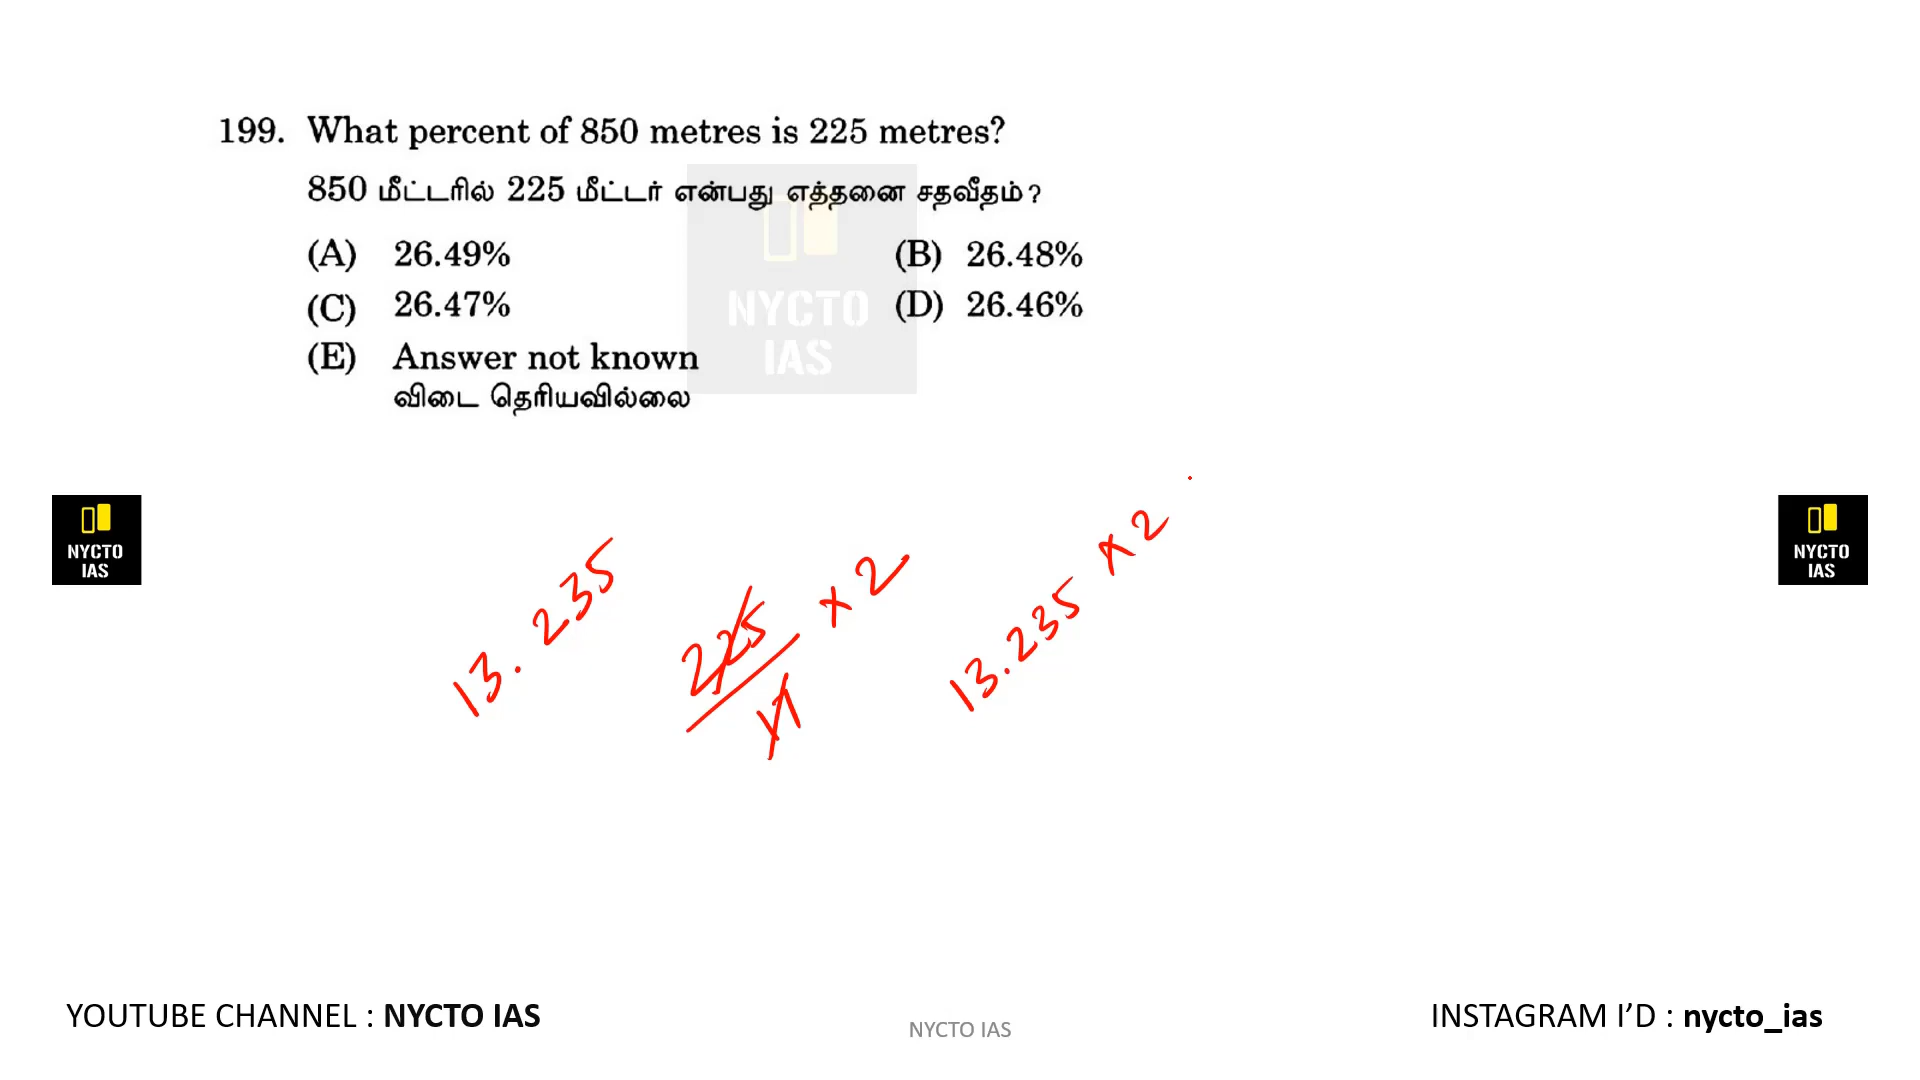 199. What percent of 850 metres is 225 metres?
850 மீட்டரில் 225 மீட்டர் என்பது எத்தனை சதவீதம்?
(A) 26.49% (B) 26.48%
(C) 26.47% (D) 26.46%
(E) Answer not known
விடை தெரியவில்லை
NYCTO
IAS
NYCTO
IAS
NYCTO
IAS
13.235
225
17
× 2
13.235 × 2
YOUTUBE CHANNEL : NYCTO IAS
NYCTO IAS
INSTAGRAM I’D : nycto_ias